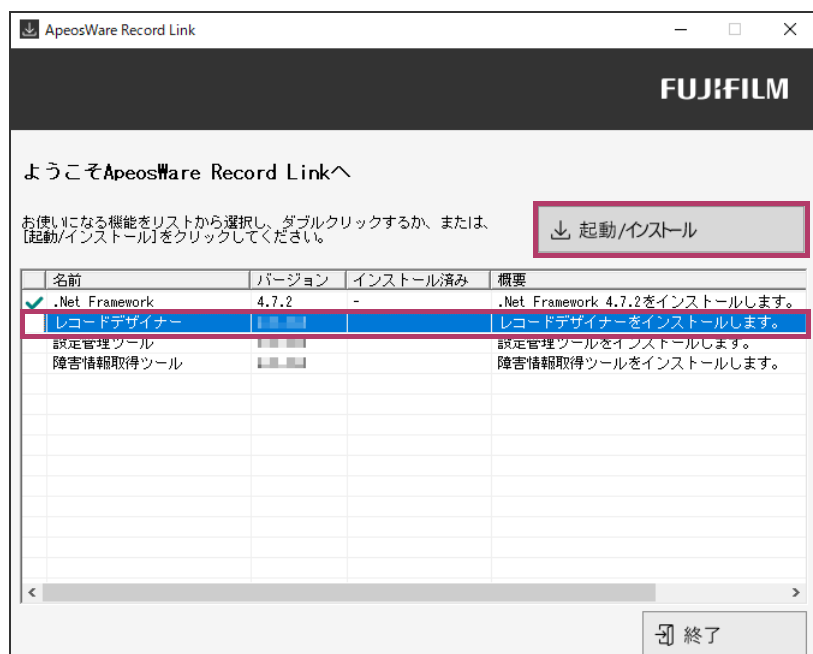 ApeosWare Record Link
FUJIFILM
ようこそApeosWare Record Linkへ
お使いになる機能をリストから選択し、ダブルクリックするか、または、
[起動/インストール]をクリックしてください。
起動/インストール
名前 バージョン インストール済み 概要
.Net Framework 4.7.2 - .Net Framework 4.7.2をインストールします。
レコードデザイナー レコードデザイナーをインストールします。
設定管理ツール 設定管理ツールをインストールします。
障害情報取得ツール 障害情報取得ツールをインストールします。
終了